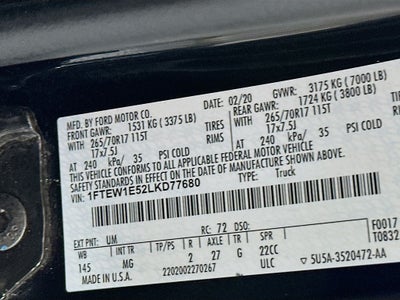 MFD. BY FORD MOTOR CO.
02/20 GVWR: 3175 KG ( 7000 LB)
FRONT GAWR: 1531 KG ( 3375 LB) REAR GAWR: 1724 KG ( 3800 LB)
WITH TIRES WITH TIRES
265/70R17 115T 265/70R17 115T
17x7.5J RIMS 17x7.5J RIMS
AT 240 kPa/ 35 PSI COLD AT 240 kPa/ 35 PSI COLD
THIS VEHICLE CONFORMS TO ALL APPLICABLE FEDERAL MOTOR VEHICLE
SAFETY STANDARDS IN EFFECT ON THE DATE OF MANUFACTURE SHOWN ABOVE
VIN: 1FTEW1E52LKD77680 TYPE: Truck
F0017
T0832
EXT PNT: UM RC: 72 DSO:
WB INT TR TP/PS R AXLE TR SPR
145 MG 2 27 G 22CC
MADE IN U.S.A. 2202002270267 ULC 5U5A-3520472-AA